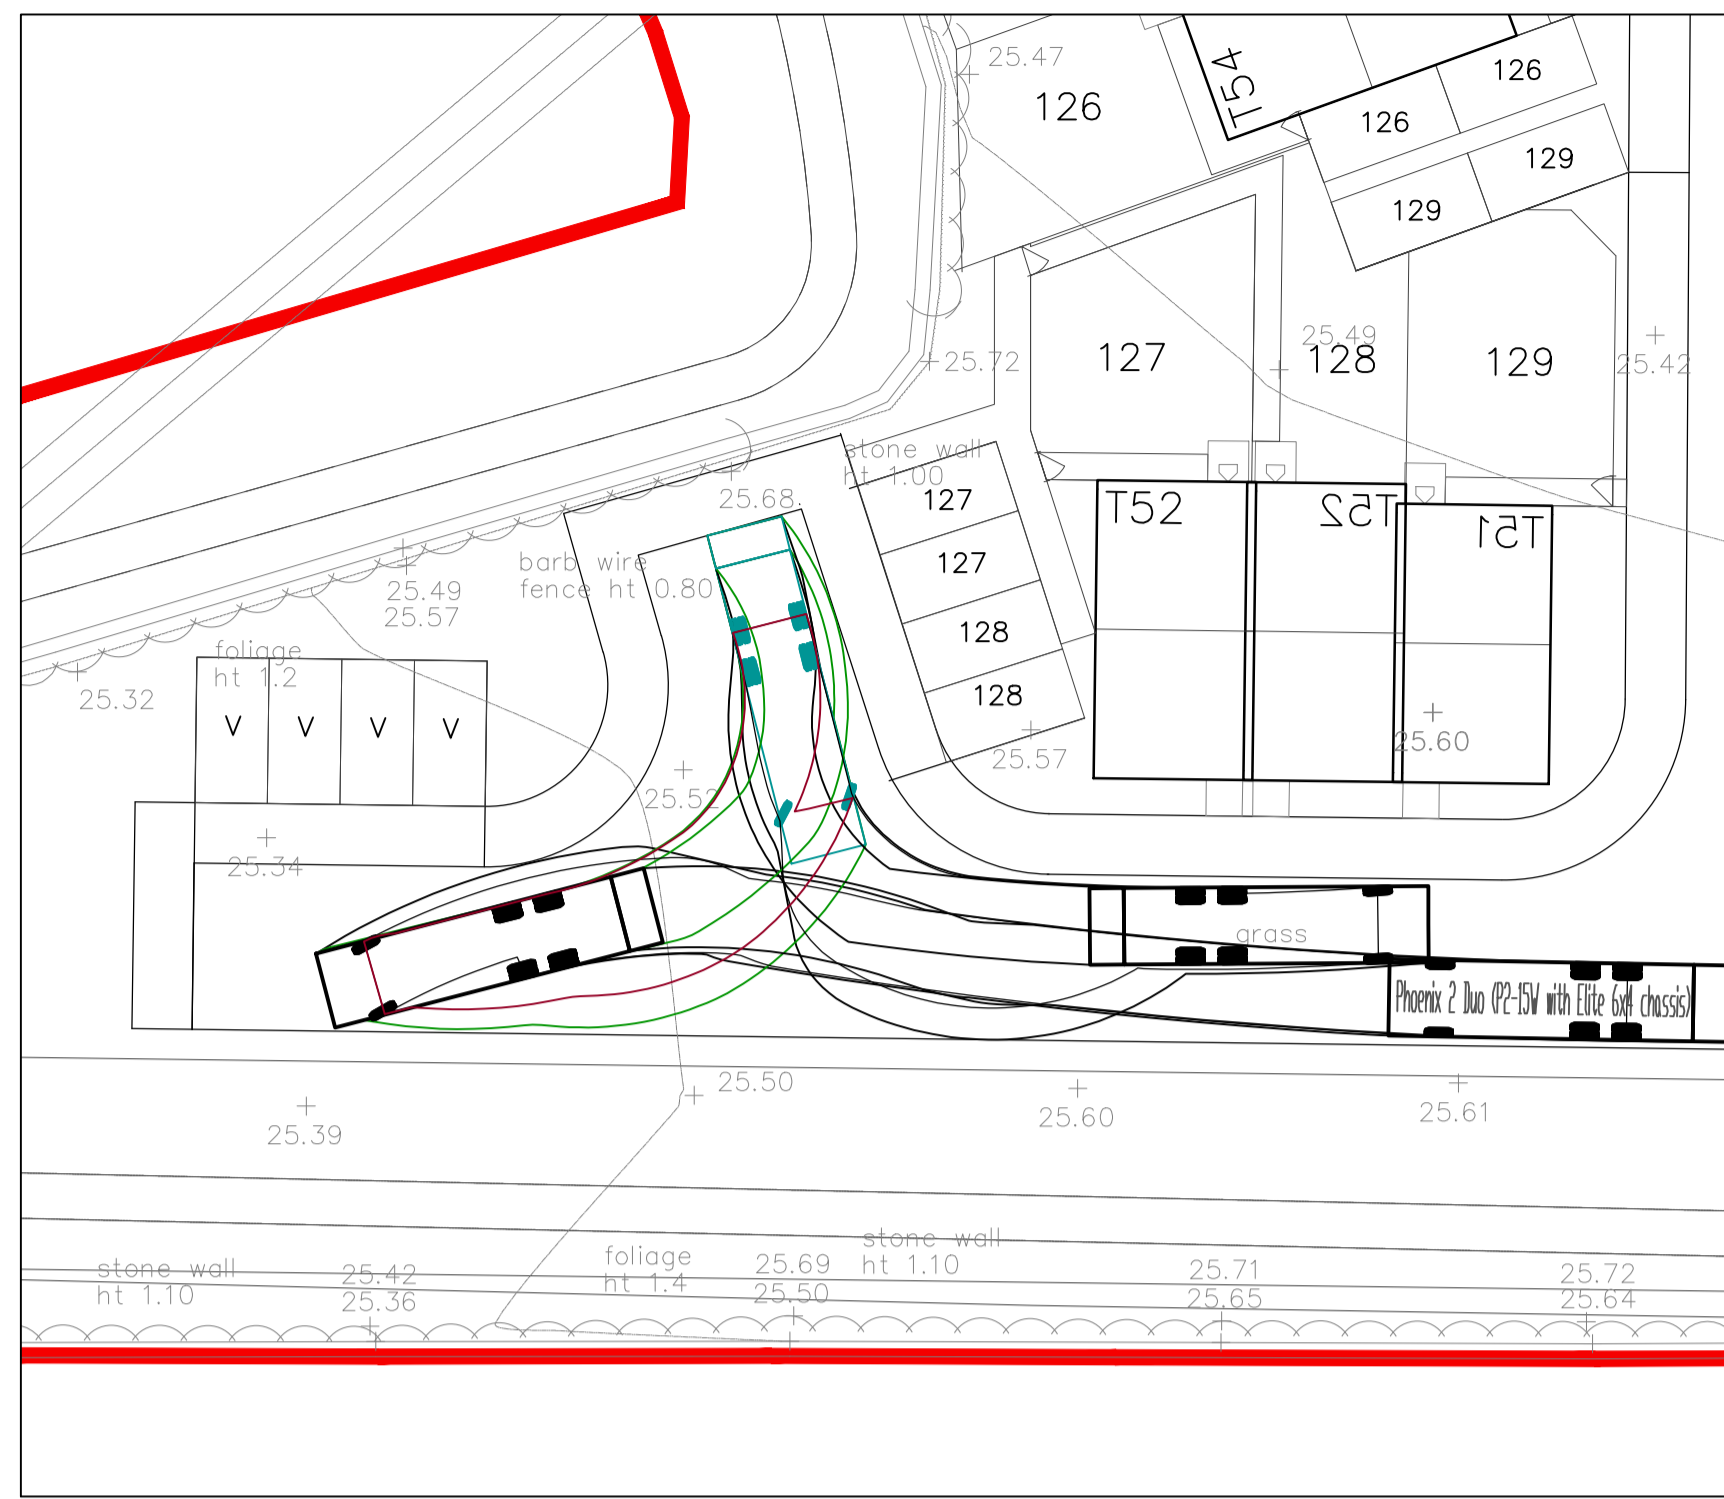 25.47
126
T54
126
126
129
129
25.72
127
25.49
128
129
25.42
stone wall
ht 1.00
25.68
127
T52
T52
T51
barb wire
fence ht 0.80
127
25.49
25.57
foliage
ht 1.2
128
25.32
V V V V
128
25.57
25.60
25.52
25.34
grass
Phoenix 2 Duo (P2-15W with Elite 6x4 chassis)
25.50
25.60
25.61
25.39
stone wall
ht 1.10
25.42
25.36
foliage
ht 1.4
25.69
25.50
stone wall
ht 1.10
25.71
25.65
25.72
25.64